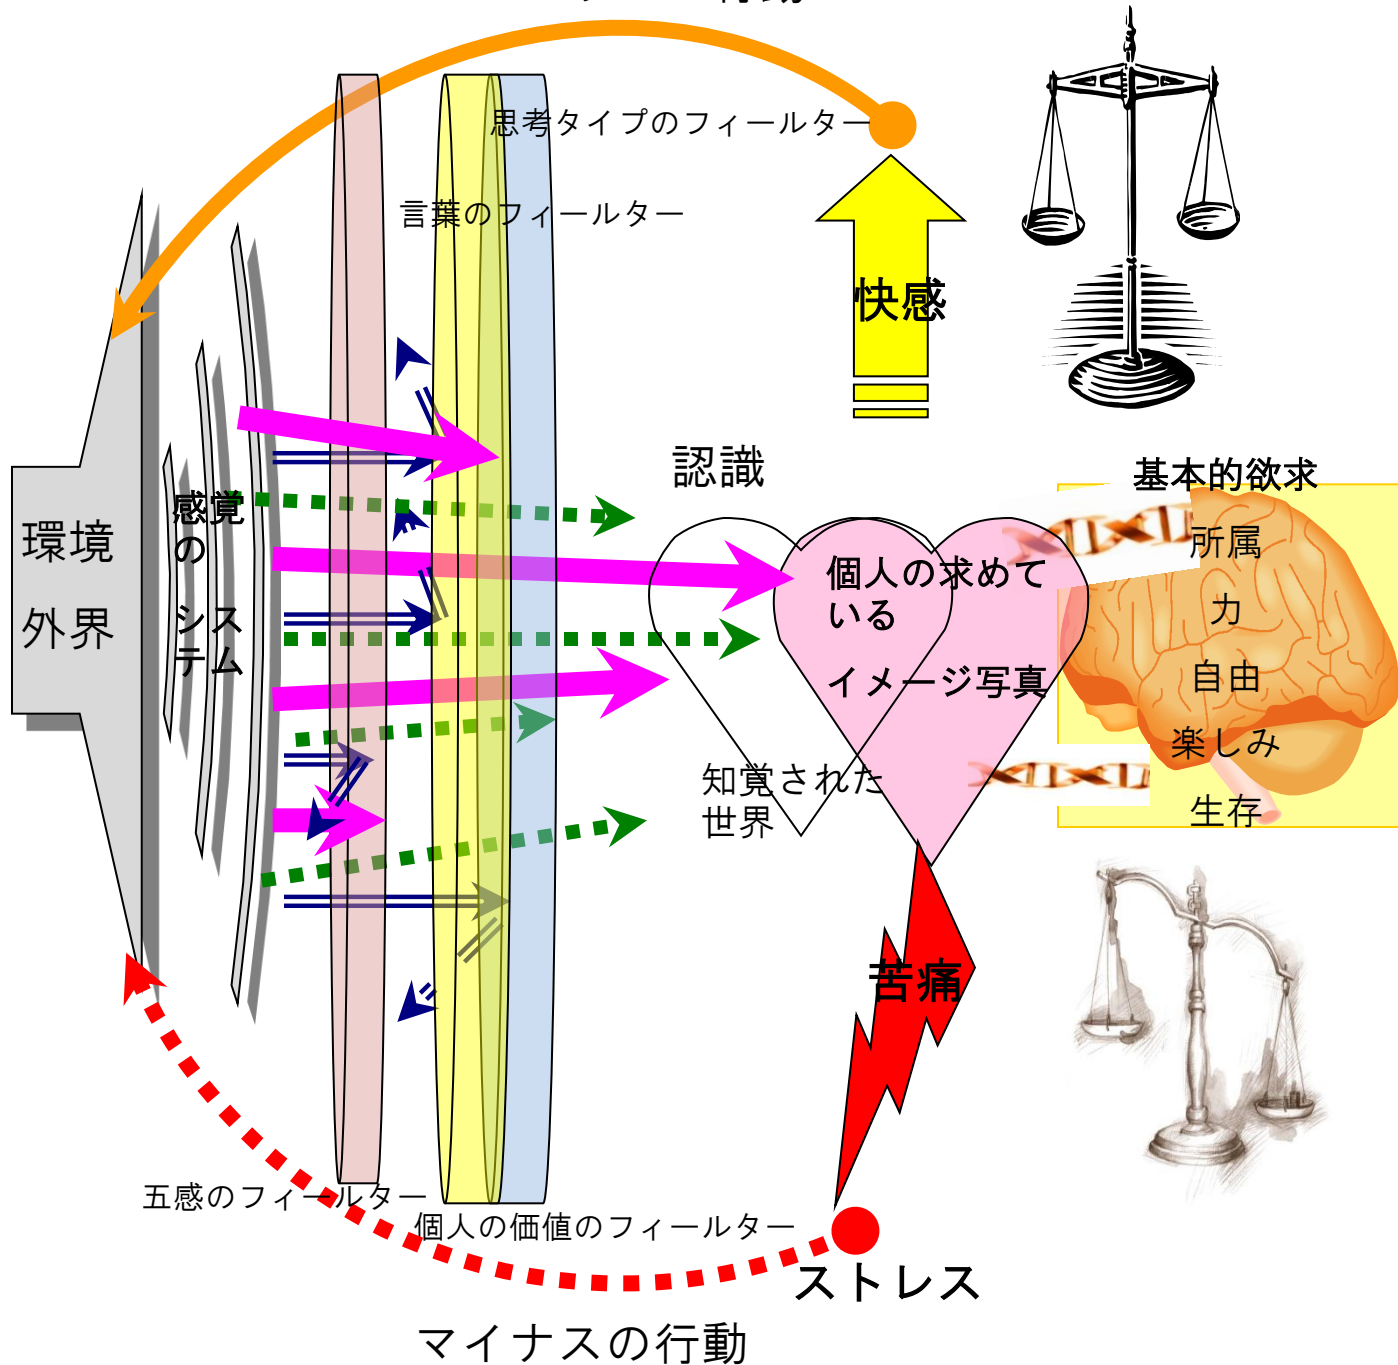 思考タイプのフィールター
言葉のフィールター
快感
認識
基本的欲求
環境
外界
感覚
の
シス
テム
個人の求めて
いる
イメージ写真
所属
力
自由
楽しみ
生存
知覚された
世界
苦痛
五感のフィールター
個人の価値のフィールター
ストレス
マイナスの行動